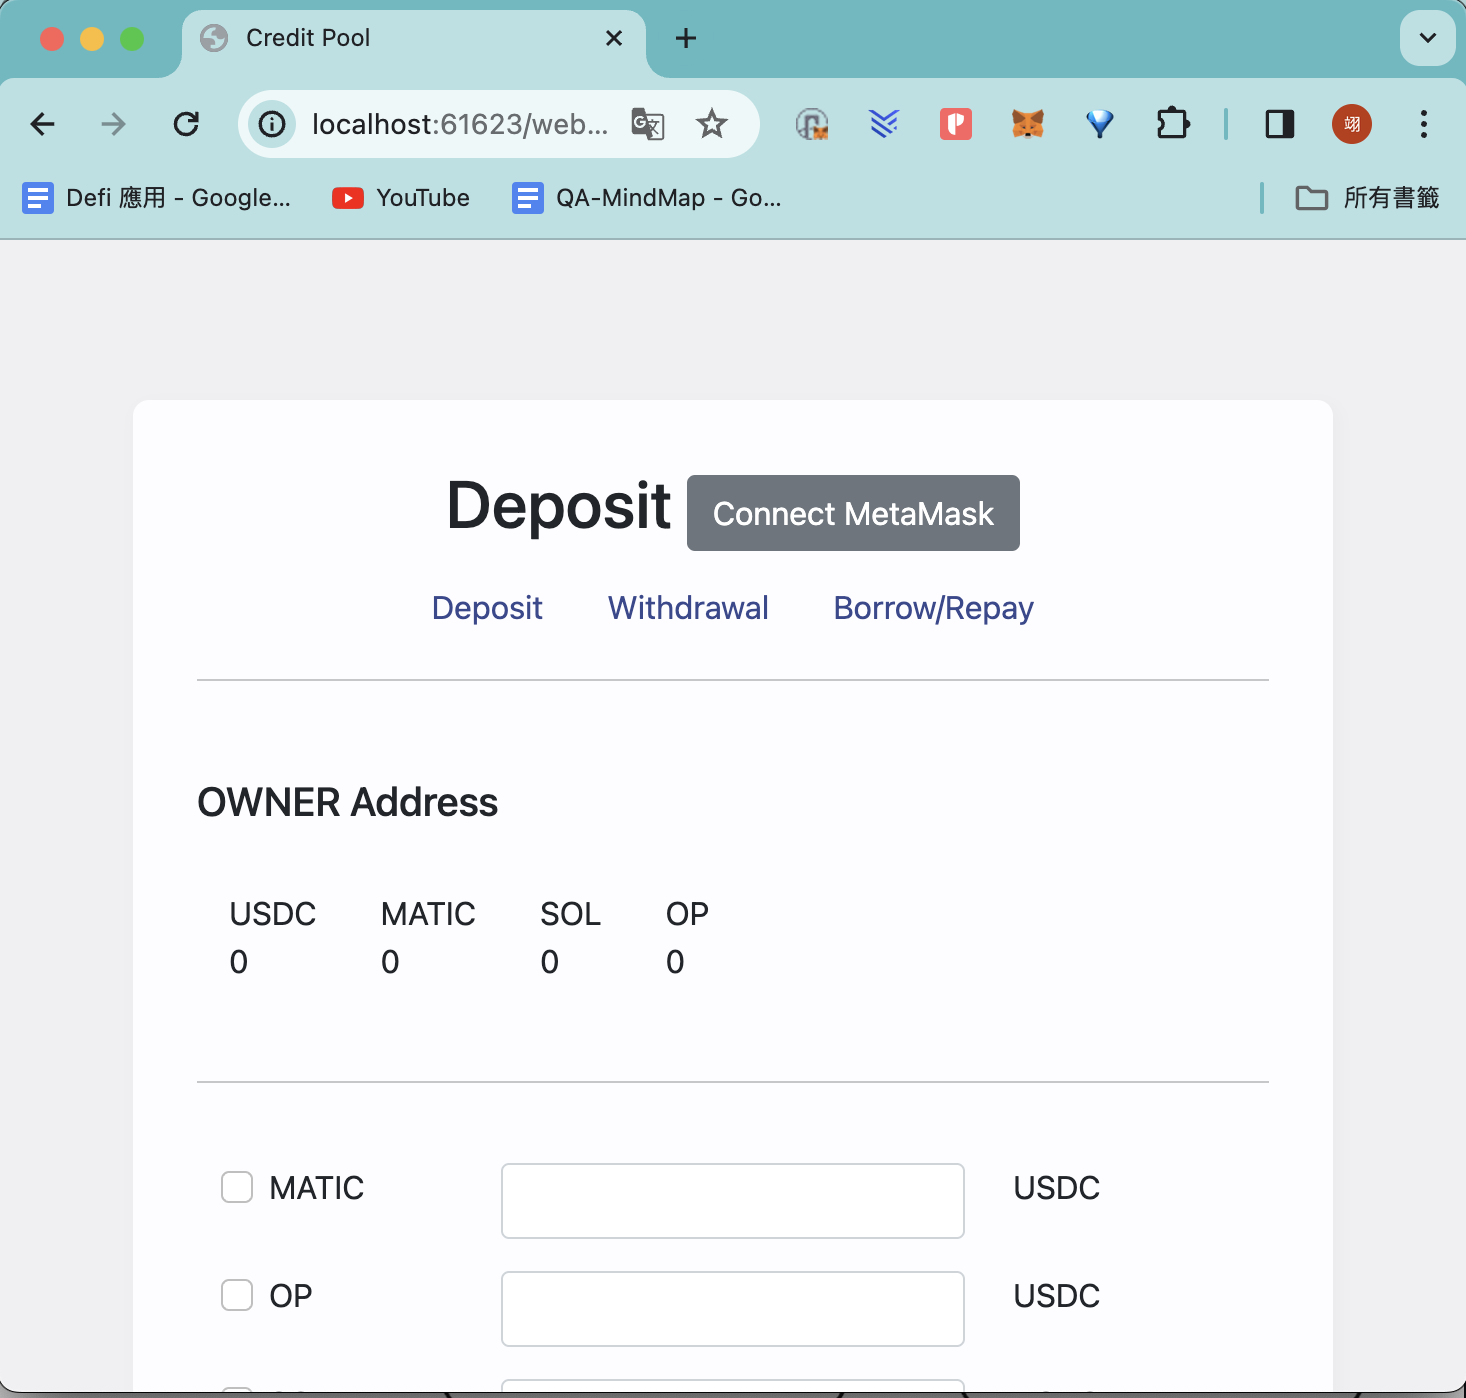 Credit Pool
localhost:61623/web...
翊
Defi 應用 - Google...
YouTube
QA-MindMap - Go...
所有書籤
Deposit
Connect MetaMask
Deposit Withdrawal Borrow/Repay
OWNER Address
USDC MATIC SOL OP
0 0 0 0
MATIC USDC
OP USDC